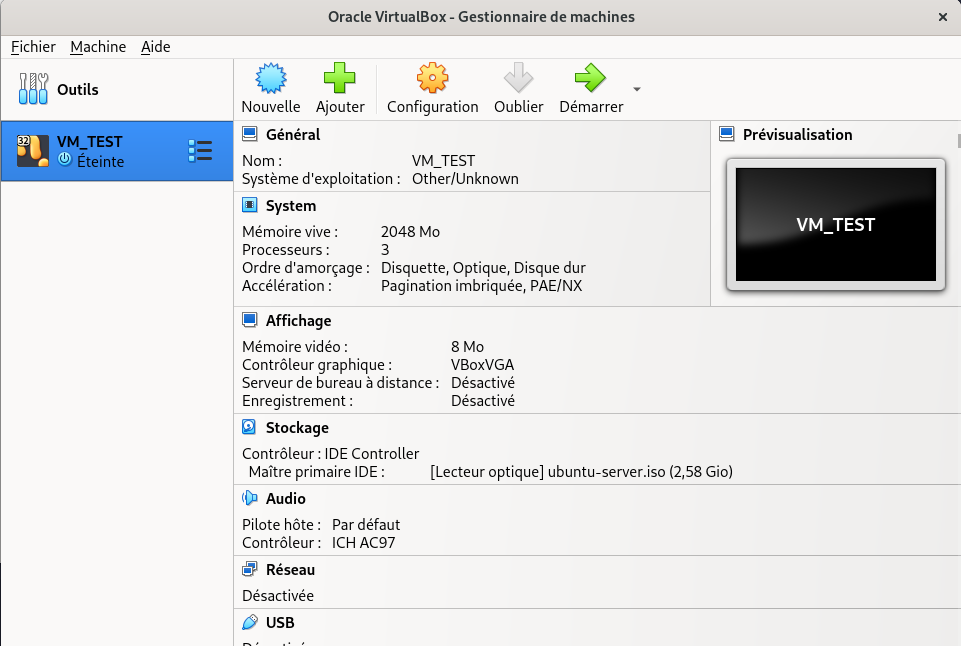 Oracle VirtualBox - Gestionnaire de machines
Fichier Machine Aide
Outils
Nouvelle Ajouter Configuration Oublier Démarrer
32
VM_TEST
Éteinte
Général
Nom : VM_TEST
Système d'exploitation : Other/Unknown
System
Mémoire vive : 2048 Mo
Processeurs : 3
Ordre d'amorçage : Disquette, Optique, Disque dur
Accélération : Pagination imbriquée, PAE/NX
Prévisualisation
VM_TEST
Affichage
Mémoire vidéo : 8 Mo
Contrôleur graphique : VBoxVGA
Serveur de bureau à distance : Désactivé
Enregistrement : Désactivé
Stockage
Contrôleur : IDE Controller
Maître primaire IDE : [Lecteur optique] ubuntu-server.iso (2,58 Gio)
Audio
Pilote hôte : Par défaut
Contrôleur : ICH AC97
Réseau
Désactivée
USB